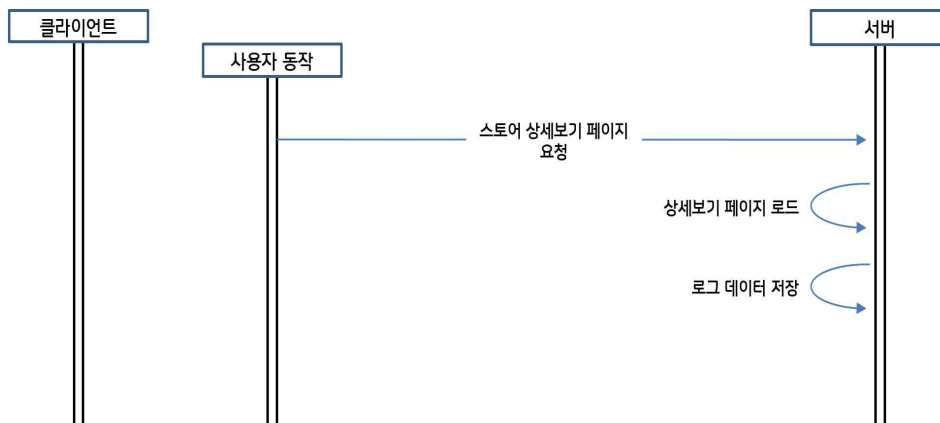 클라이언트
서버
사용자 동작
스토어 상세보기 페이지
요청
상세보기 페이지 로드
로그 데이터 저장